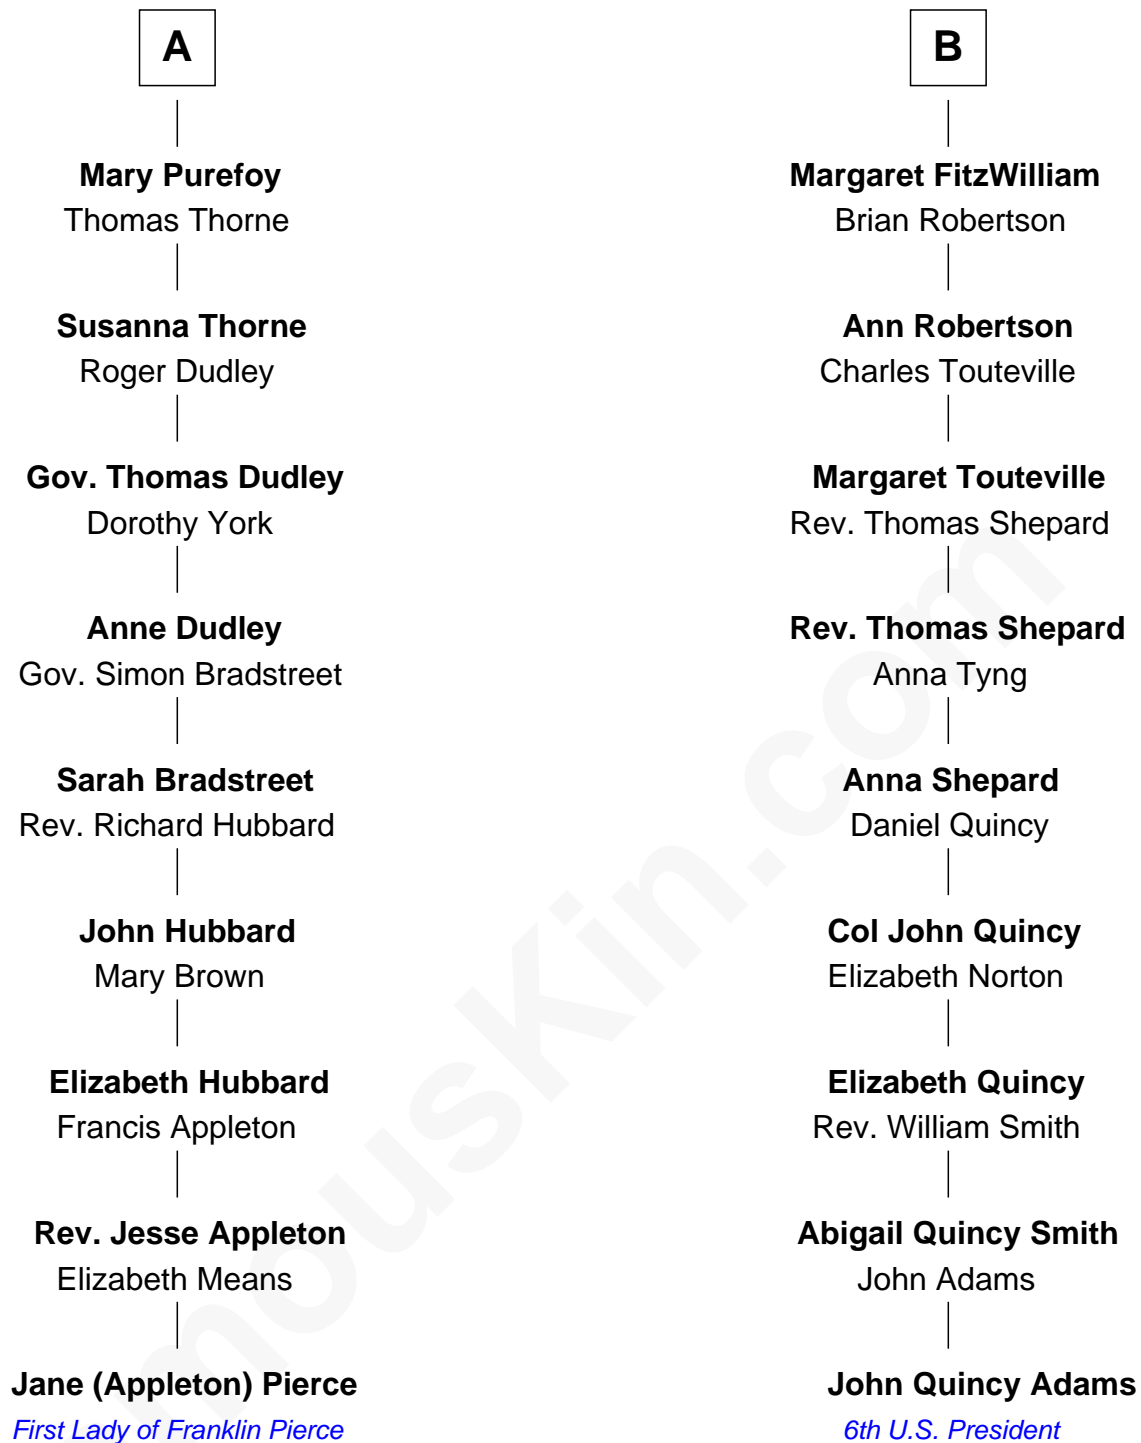 A
Mary Purefoy
Thomas Thorne
Susanna Thorne
Roger Dudley
Gov. Thomas Dudley
Dorothy York
Anne Dudley
Gov. Simon Bradstreet
Sarah Bradstreet
Rev. Richard Hubbard
John Hubbard
Mary Brown
Elizabeth Hubbard
Francis Appleton
Rev. Jesse Appleton
Elizabeth Means
Jane (Appleton) Pierce
First Lady of Franklin Pierce
B
Margaret FitzWilliam
Brian Robertson
Ann Robertson
Charles Touteville
Margaret Touteville
Rev. Thomas Shepard
Rev. Thomas Shepard
Anna Tyng
Anna Shepard
Daniel Quincy
Col John Quincy
Elizabeth Norton
Elizabeth Quincy
Rev. William Smith
Abigail Quincy Smith
John Adams
John Quincy Adams
6th U.S. President
mousKin.com